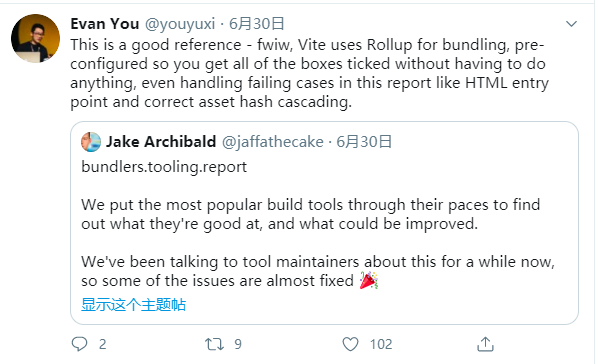 Evan You @youyuxi · 6月30日
This is a good reference - fwiw, Vite uses Rollup for bundling, pre-
configured so you get all of the boxes ticked without having to do
anything, even handling failing cases in this report like HTML entry
point and correct asset hash cascading.
Jake Archibald @jaffathecake · 6月30日
bundlers.tooling.report
We put the most popular build tools through their paces to find
out what they're good at, and what could be improved.
We've been talking to tool maintainers about this for a while now,
so some of the issues are almost fixed 🎉
显示这个主题帖
2 9 102